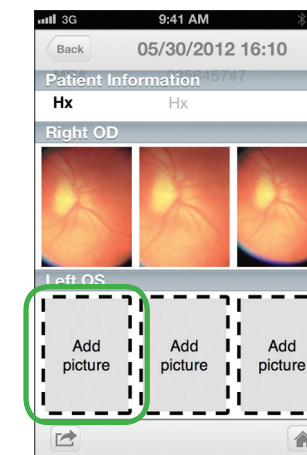 3G 9:41 AM
Back 05/30/2012 16:10
Patient Information
Hx Hx
Right OD
Left OS
Add picture Add picture Add picture